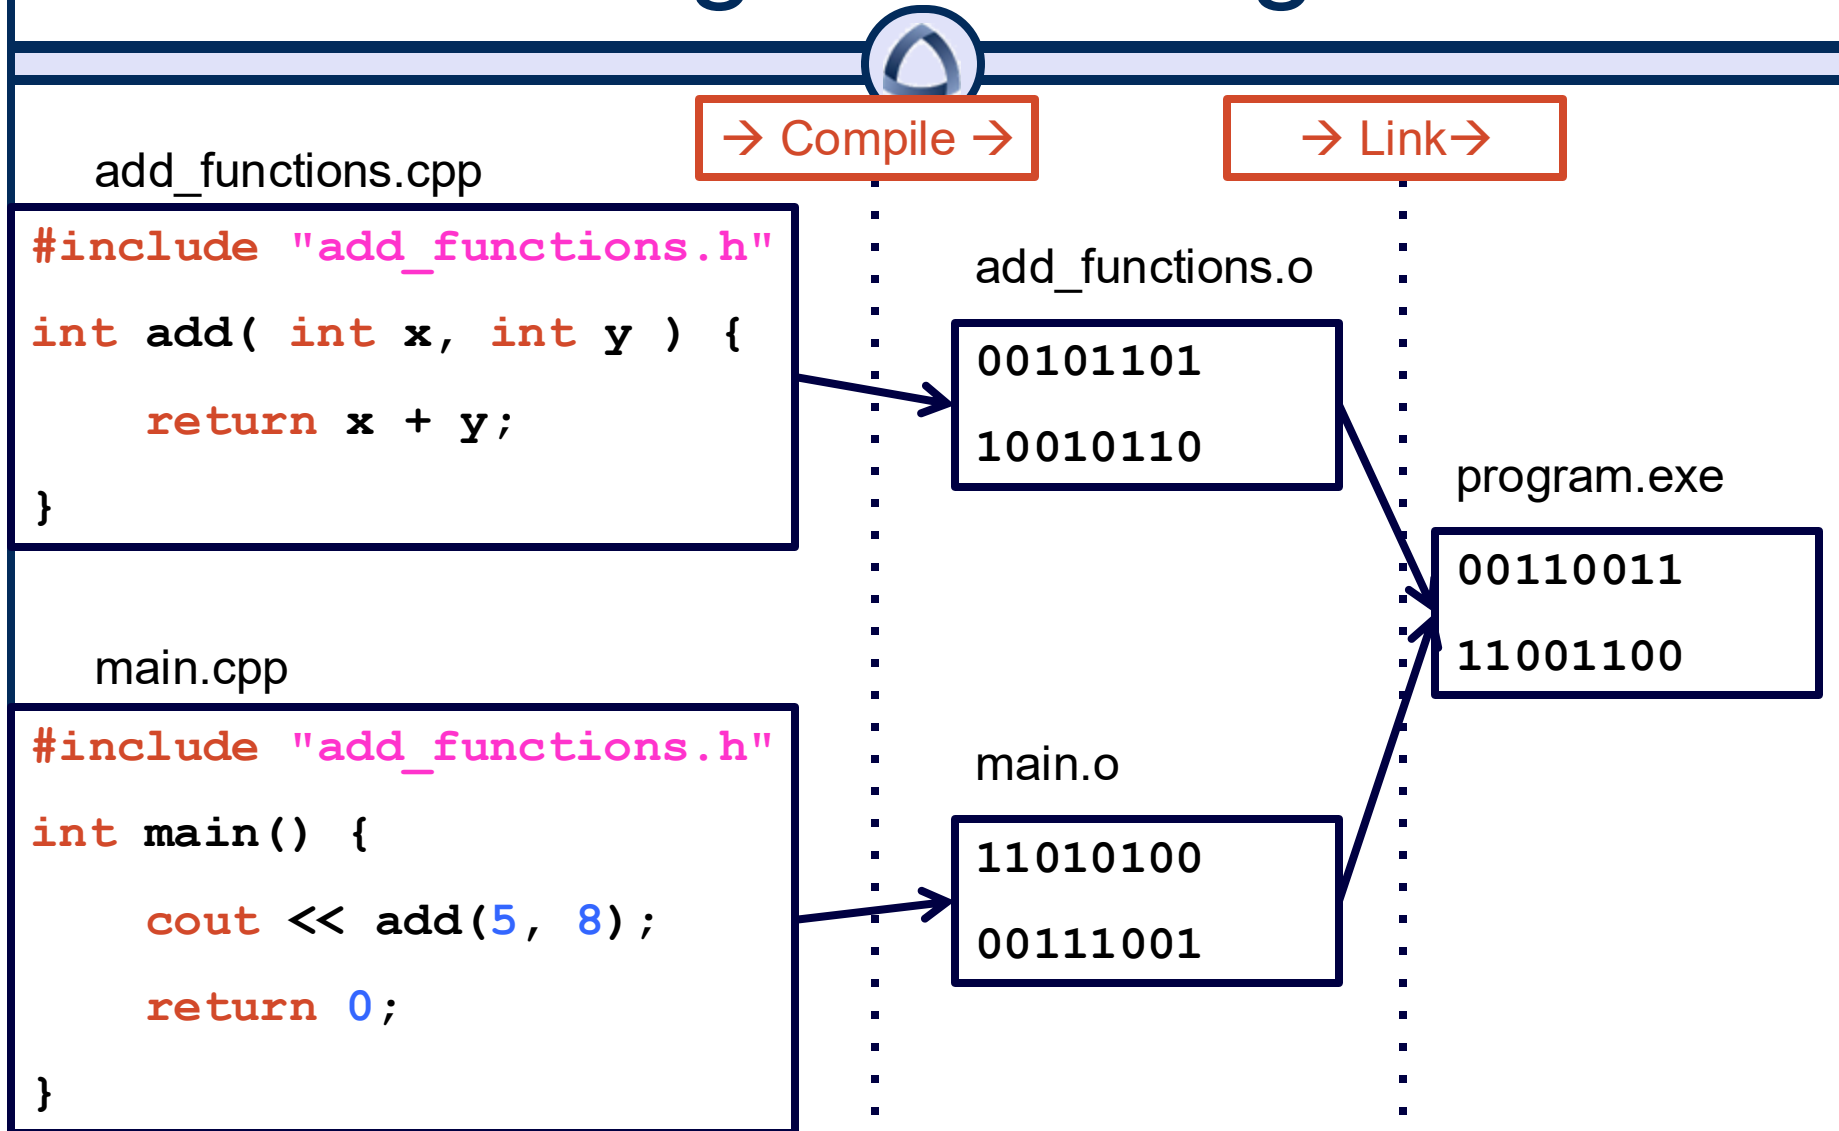 → Compile →
→ Link→
add_functions.cpp
#include "add_functions.h"
int add( int x, int y ) {
return x + y;
}
add_functions.o
00101101
10010110
program.exe
00110011
11001100
main.cpp
#include "add_functions.h"
int main() {
cout << add(5, 8);
return 0;
}
main.o
11010100
00111001